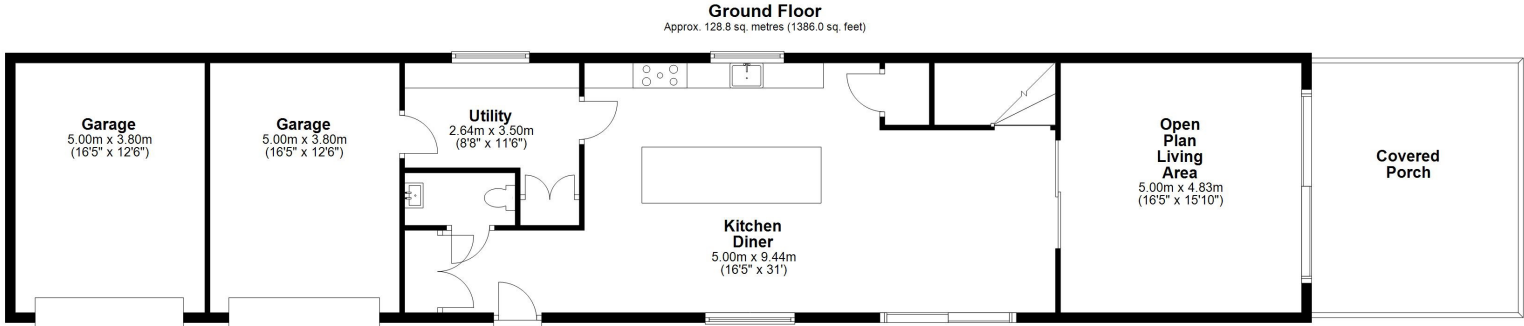 Ground Floor
Approx. 128.8 sq. metres (1386.0 sq. feet)
Garage
5.00m x 3.80m
(16'5" x 12'6")
Garage
5.00m x 3.80m
(16'5" x 12'6")
Utility
2.64m x 3.50m
(8'8" x 11'6")
Kitchen
Diner
5.00m x 9.44m
(16'5" x 31')
Open
Plan
Living
Area
5.00m x 4.83m
(16'5" x 15'10")
Covered
Porch